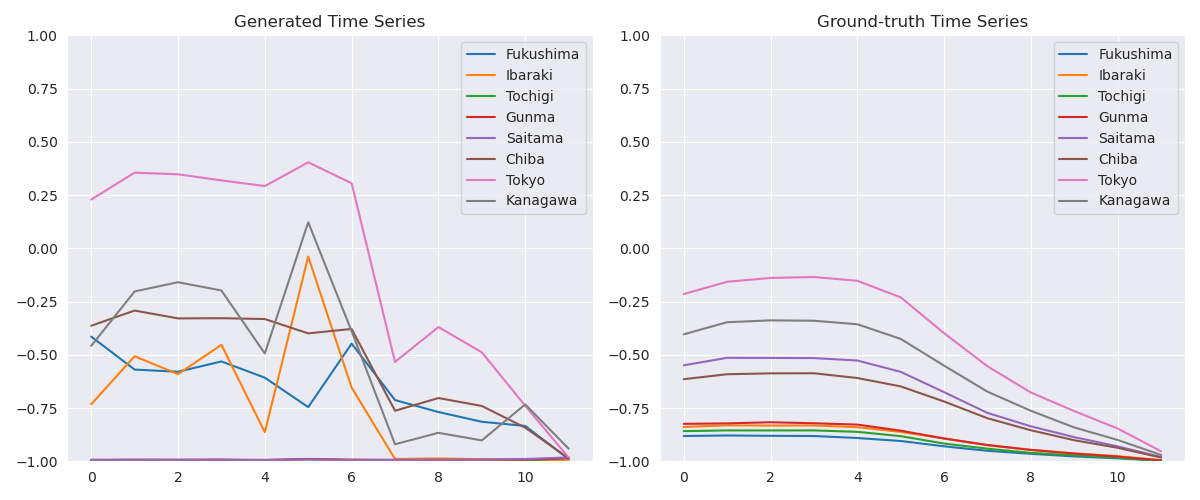 Generated Time Series
1.00
0.75
0.50
0.25
0.00
−0.25
−0.50
−0.75
−1.00
0 2 4 6 8 10
Fukushima
Ibaraki
Tochigi
Gunma
Saitama
Chiba
Tokyo
Kanagawa
Ground-truth Time Series
1.00
0.75
0.50
0.25
0.00
−0.25
−0.50
−0.75
−1.00
0 2 4 6 8 10
Fukushima
Ibaraki
Tochigi
Gunma
Saitama
Chiba
Tokyo
Kanagawa